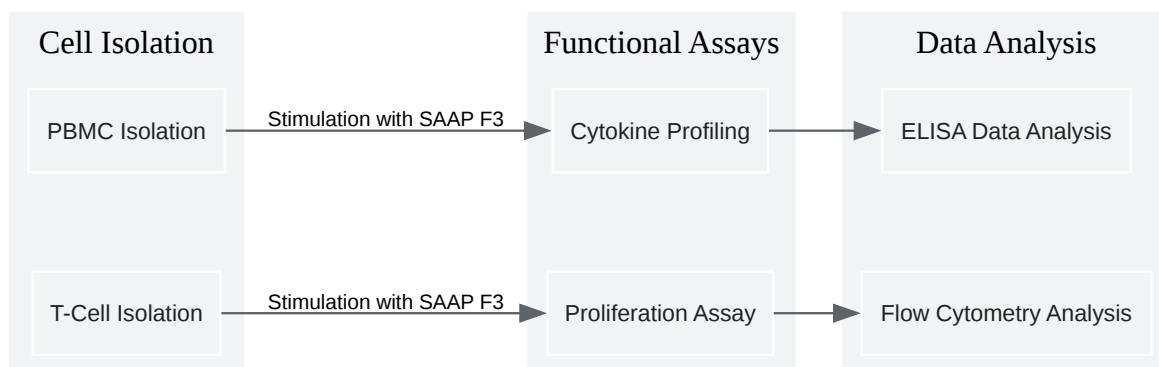 Cell Isolation
Functional Assays
Data Analysis
PBMC Isolation
Stimulation with SAAP F3
Cytokine Profiling
ELISA Data Analysis
T-Cell Isolation
Stimulation with SAAP F3
Proliferation Assay
Flow Cytometry Analysis